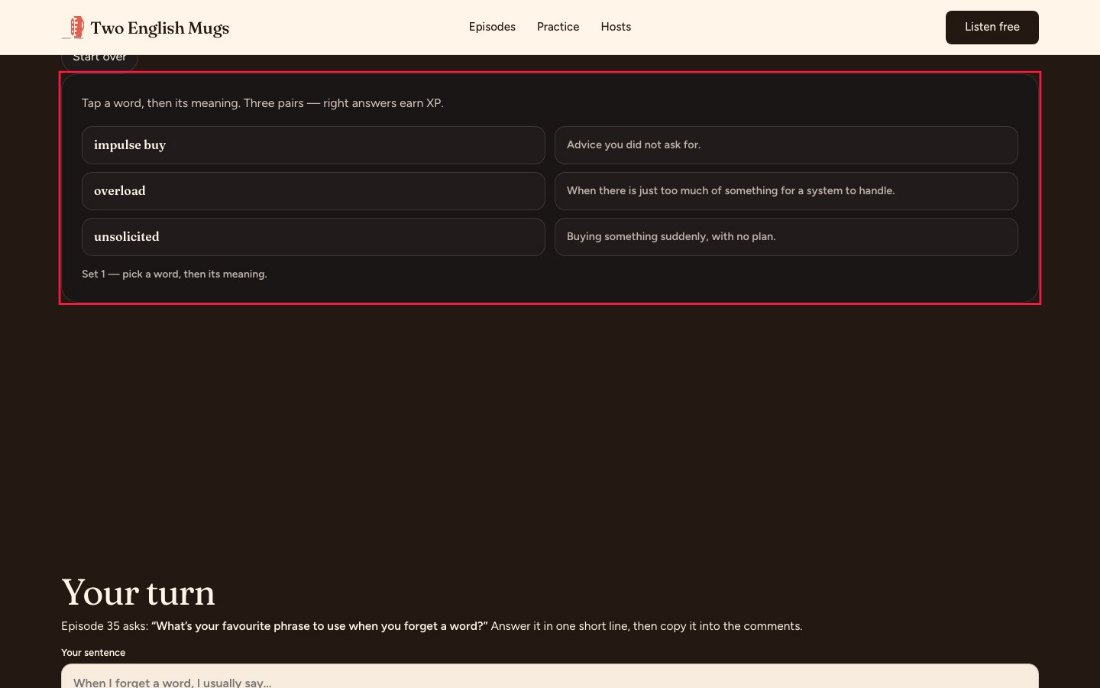 Two English Mugs
Episodes Practice Hosts
Listen free
Start over
Tap a word, then its meaning. Three pairs — right answers earn XP.
impulse buy
Advice you did not ask for.
overload
When there is just too much of something for a system to handle.
unsolicited
Buying something suddenly, with no plan.
Set 1 — pick a word, then its meaning.
Your turn
Episode 35 asks: “What’s your favourite phrase to use when you forget a word?” Answer it in one short line, then copy it into the comments.
Your sentence
When I forget a word, I usually say...